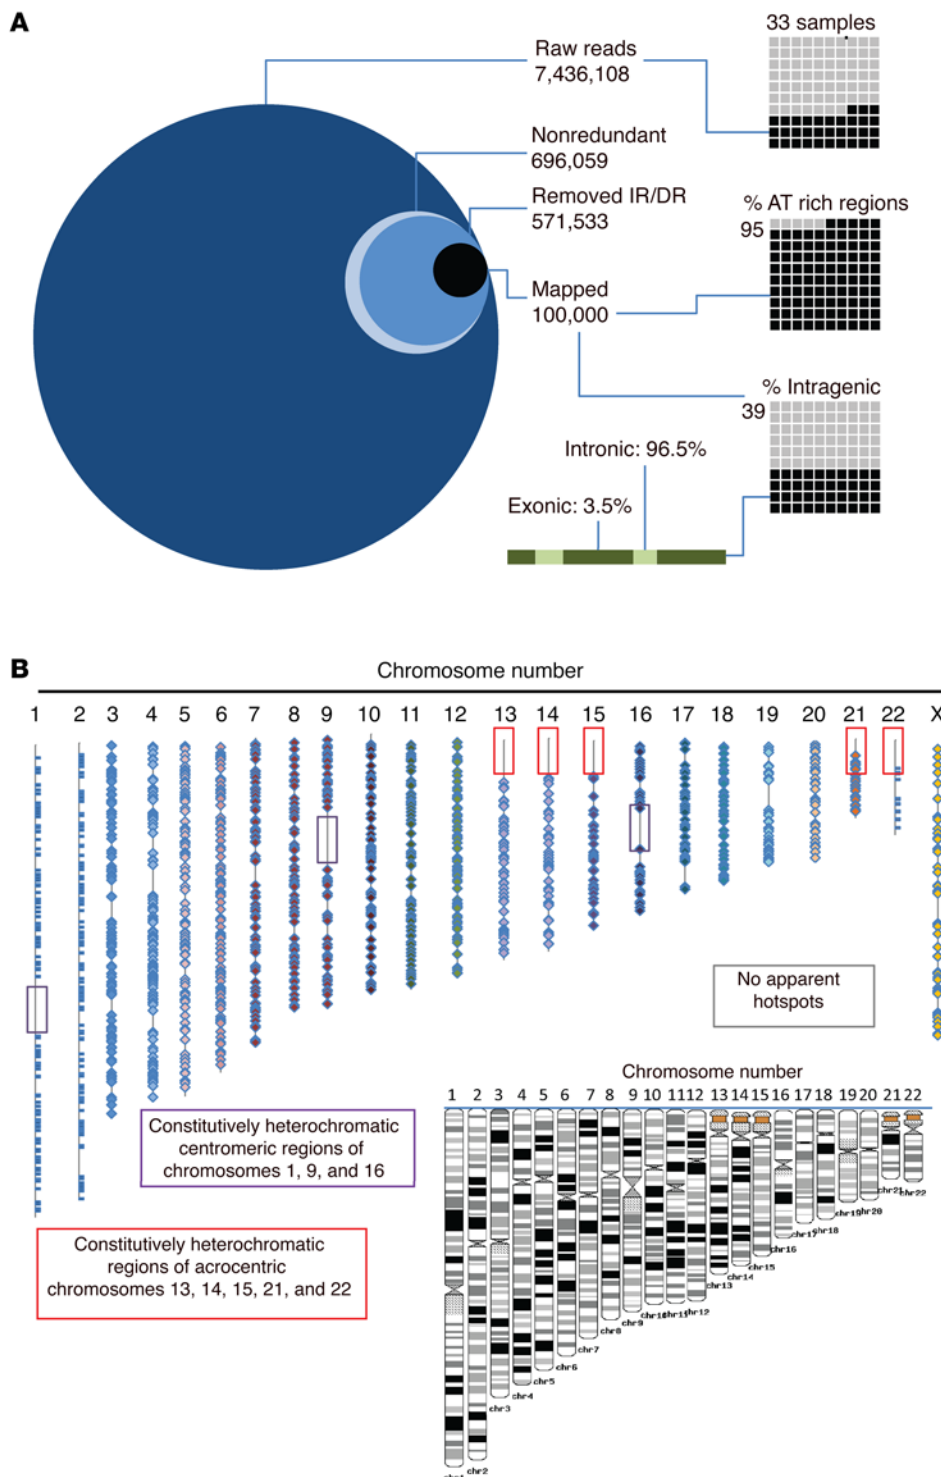 A
33 samples
Raw reads
7,436,108
Nonredundant
696,059
Removed IR/DR
571,533
% AT rich regions
95
Mapped
100,000
% Intragenic
39
Intronic: 96.5%
Exonic: 3.5%
B
Chromosome number
1 2 3 4 5 6 7 8 9 10 11 12 13 14 15 16 17 18 19 20 21 22 X
No apparent
hotspots
Constitutively heterochromatic
centromeric regions of
chromosomes 1, 9, and 16
Constitutively heterochromatic
regions of acrocentric
chromosomes 13, 14, 15, 21, and 22
Chromosome number
1 2 3 4 5 6 7 8 9 10 11 12 13 14 15 16 17 18 19 20 21 22
chr21
chr22
chr19
chr20
chr18
chr17
chr16
chr15
chr14
chr13
chr12
chr11
chr10
chr9
chr8
chr7
chr6
chr5
chr4
chr3
chr2